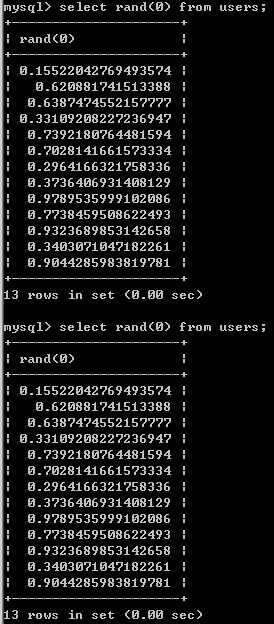 mysql> select rand(0) from users;
+---------------------+
| rand(0)             |
+---------------------+
| 0.15522042769493574 |
|   0.620881741513388 |
|  0.6387474552157777 |
| 0.33109208227236947 |
|  0.7392180764481594 |
|  0.7028141661573334 |
|  0.2964166321758336 |
|  0.3736406931408129 |
|  0.9789535999102086 |
|  0.7738459508622493 |
|  0.9323689853142658 |
|  0.3403071047182261 |
|  0.9044285983819781 |
+---------------------+
13 rows in set (0.00 sec)
mysql> select rand(0) from users;
+---------------------+
| rand(0)             |
+---------------------+
| 0.15522042769493574 |
|   0.620881741513388 |
|  0.6387474552157777 |
| 0.33109208227236947 |
|  0.7392180764481594 |
|  0.7028141661573334 |
|  0.2964166321758336 |
|  0.3736406931408129 |
|  0.9789535999102086 |
|  0.7738459508622493 |
|  0.9323689853142658 |
|  0.3403071047182261 |
|  0.9044285983819781 |
+---------------------+
13 rows in set (0.00 sec)